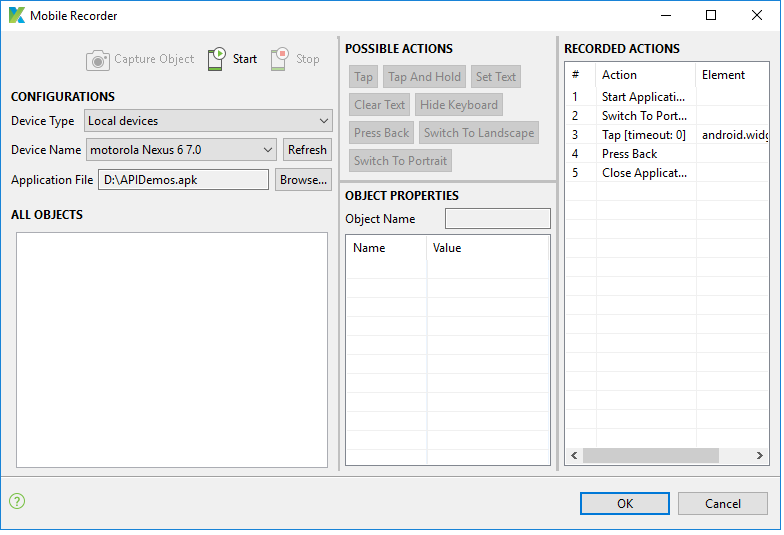 Mobile Recorder
Capture Object Start Stop
CONFIGURATIONS
Device Type Local devices
Device Name motorola Nexus 6 7.0 Refresh
Application File D:\APIDemos.apk Browse...
ALL OBJECTS
POSSIBLE ACTIONS
Tap Tap And Hold Set Text
Clear Text Hide Keyboard
Press Back Switch To Landscape
Switch To Portrait
OBJECT PROPERTIES
Object Name
Name Value
RECORDED ACTIONS
# Action Element
1 Start Applicati...
2 Switch To Port...
3 Tap [timeout: 0] android.widg
4 Press Back
5 Close Applicat...
?
OK Cancel